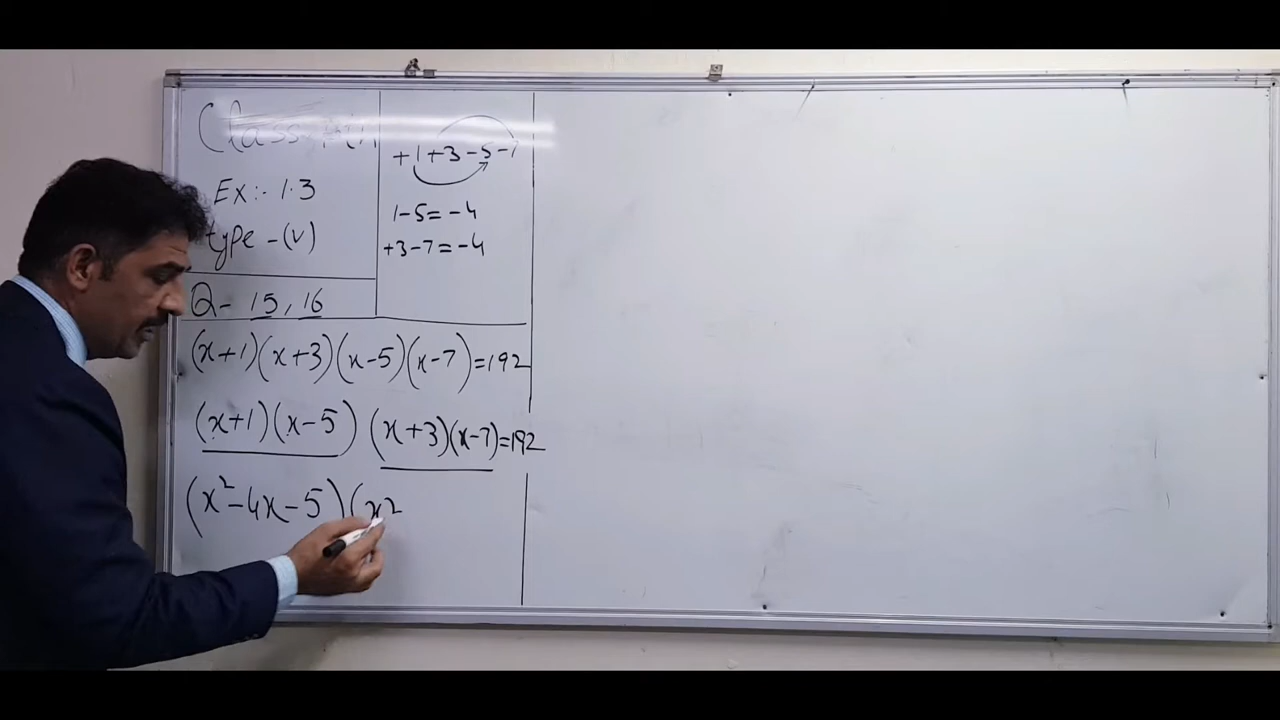 Class
Ex:- 1.3
type -(v)
Q- 15, 16
+1+3-5-7
1-5=-4
+3-7=-4
(x+1)(x+3)(x-5)(x-7)=192
(x+1)(x-5) (x+3)(x-7)=192
(x²-4x-5)(x²